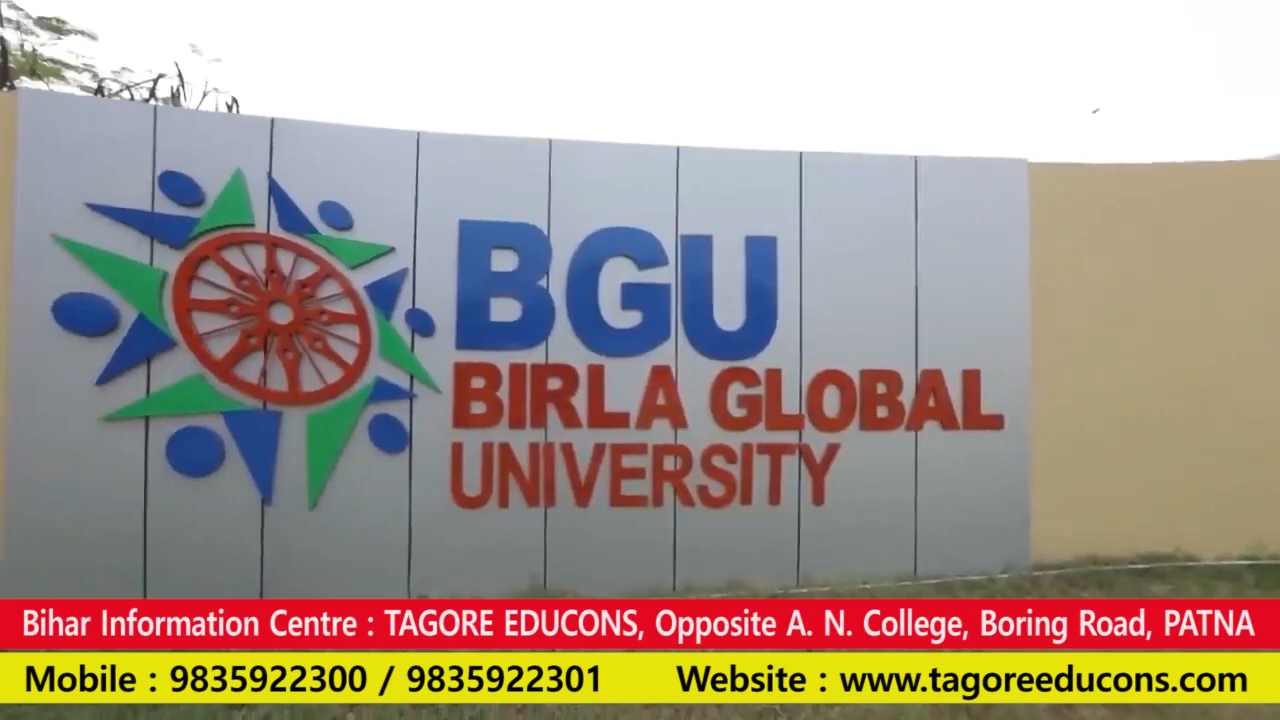 BGU
BIRLA GLOBAL
UNIVERSITY
Bihar Information Centre : TAGORE EDUCONS, Opposite A. N. College, Boring Road, PATNA
Mobile : 9835922300 / 9835922301 Website : www.tagoreeducons.com